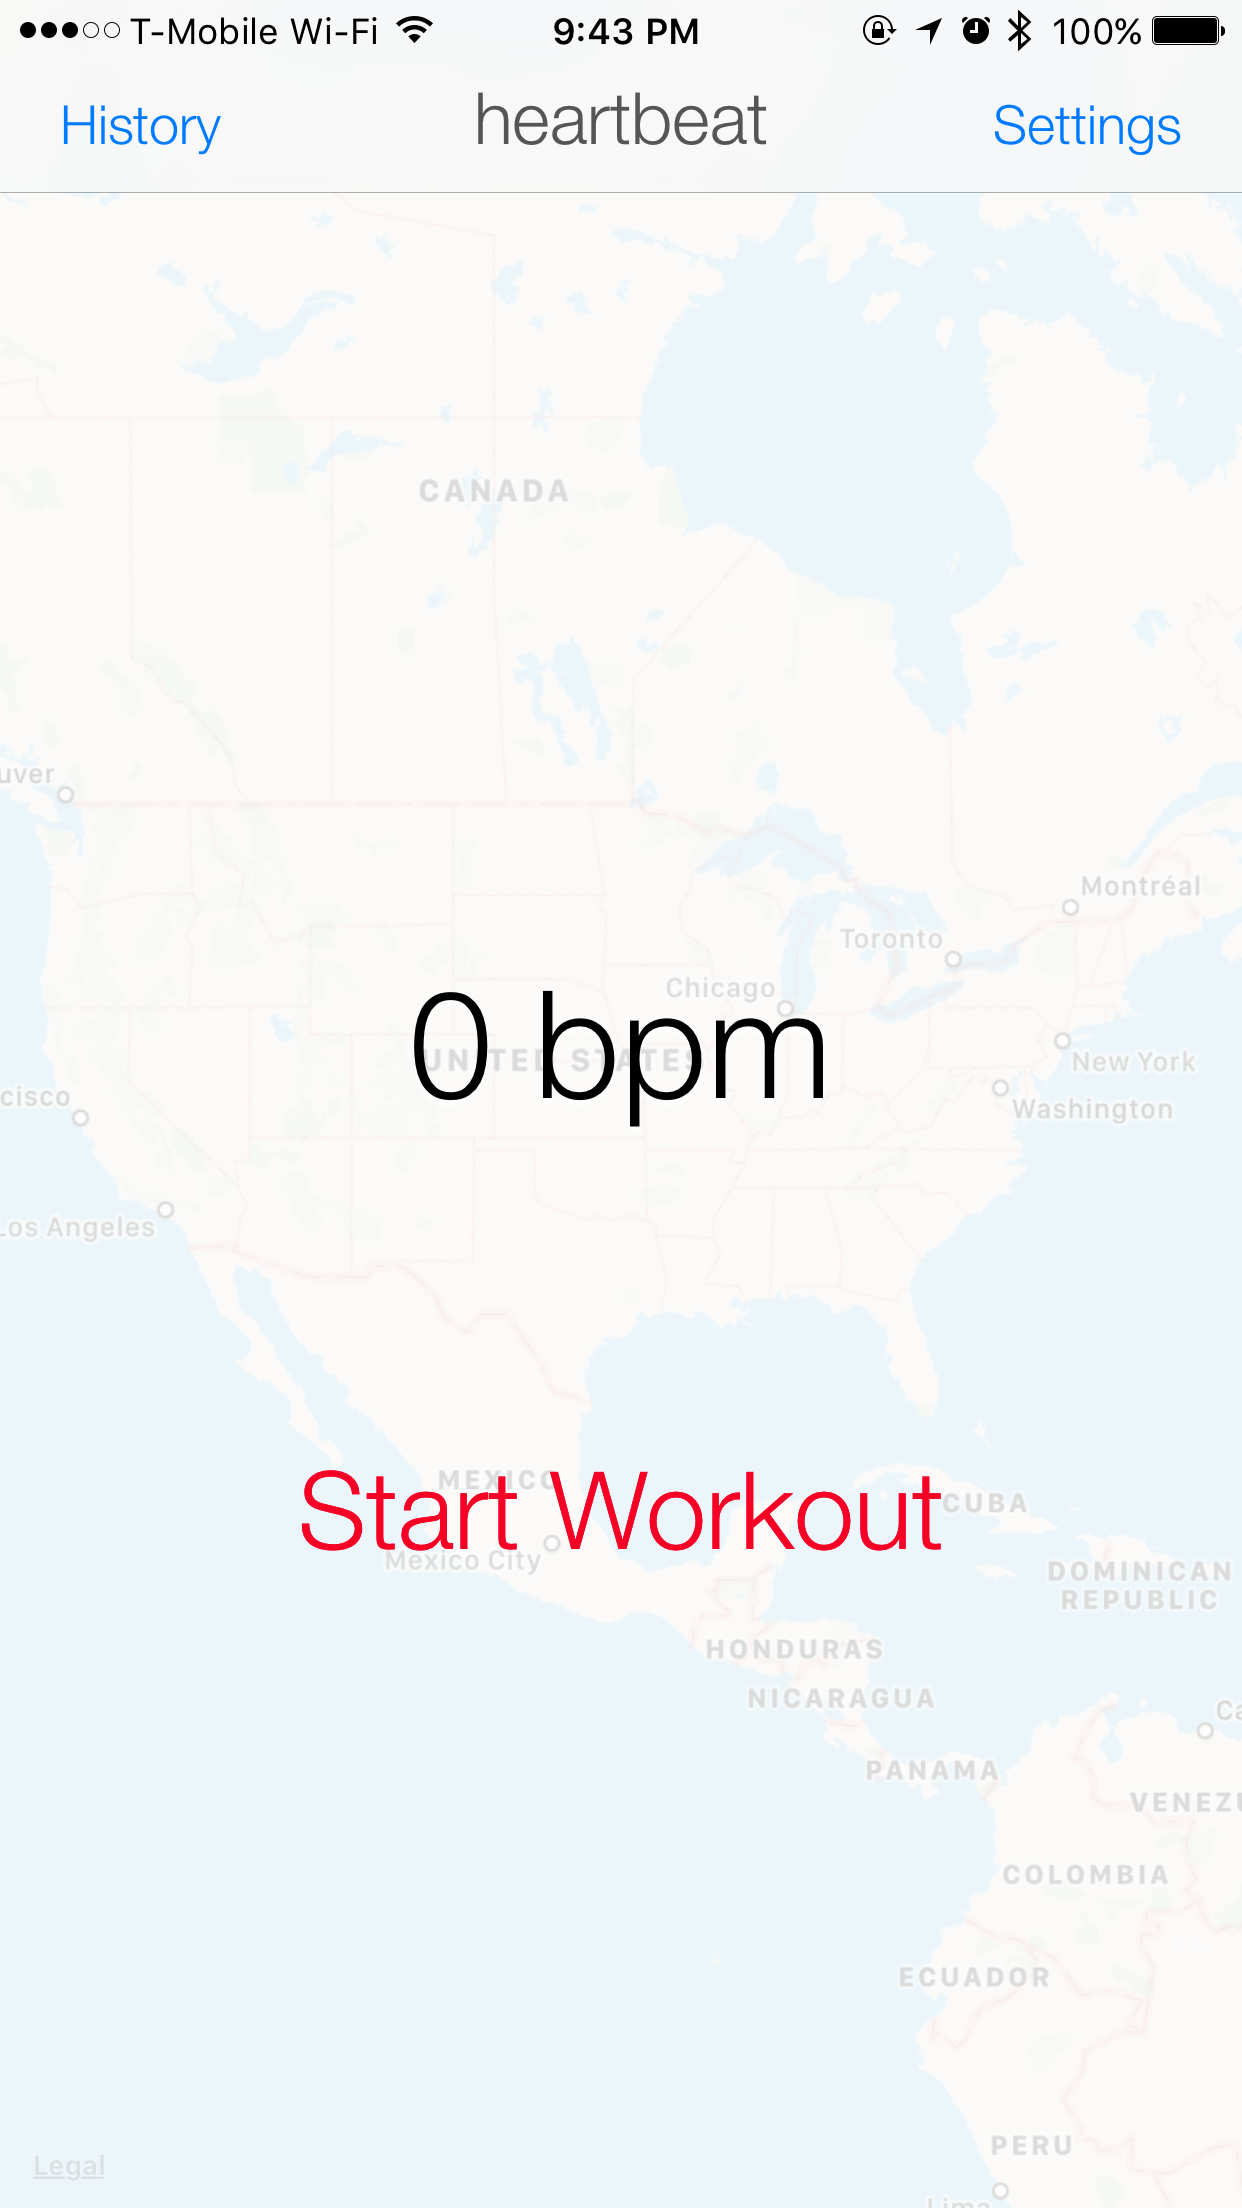 T-Mobile Wi-Fi 9:43 PM 100%
History heartbeat Settings
CANADA
uver
Montréal
Toronto
Chicago
0 bpm
UNITED STATES
New York
cisco
Washington
Los Angeles
MEXICO
Start Workout
CUBA
Mexico City
DOMINICAN
REPUBLIC
HONDURAS
NICARAGUA
Ca
PANAMA
VENEZU
COLOMBIA
ECUADOR
PERU
Legal
Lima